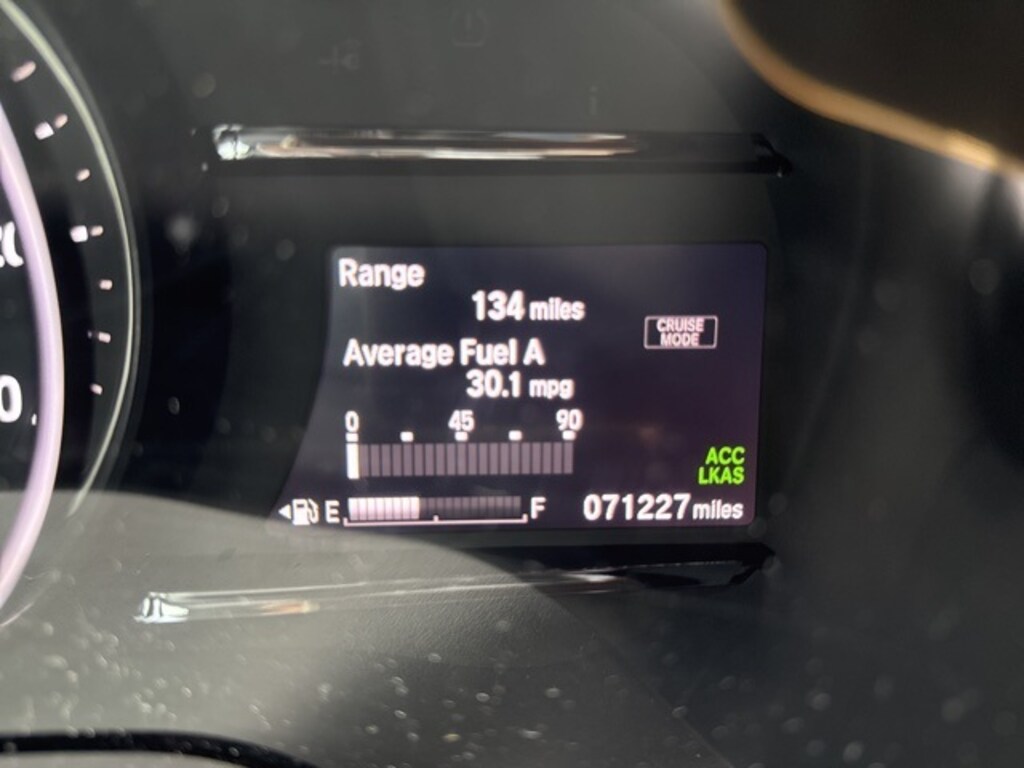 Range
134 miles
CRUISE
MODE
Average Fuel A
30.1 mpg
0 45 90
ACC
LKAS
E F
071227 miles